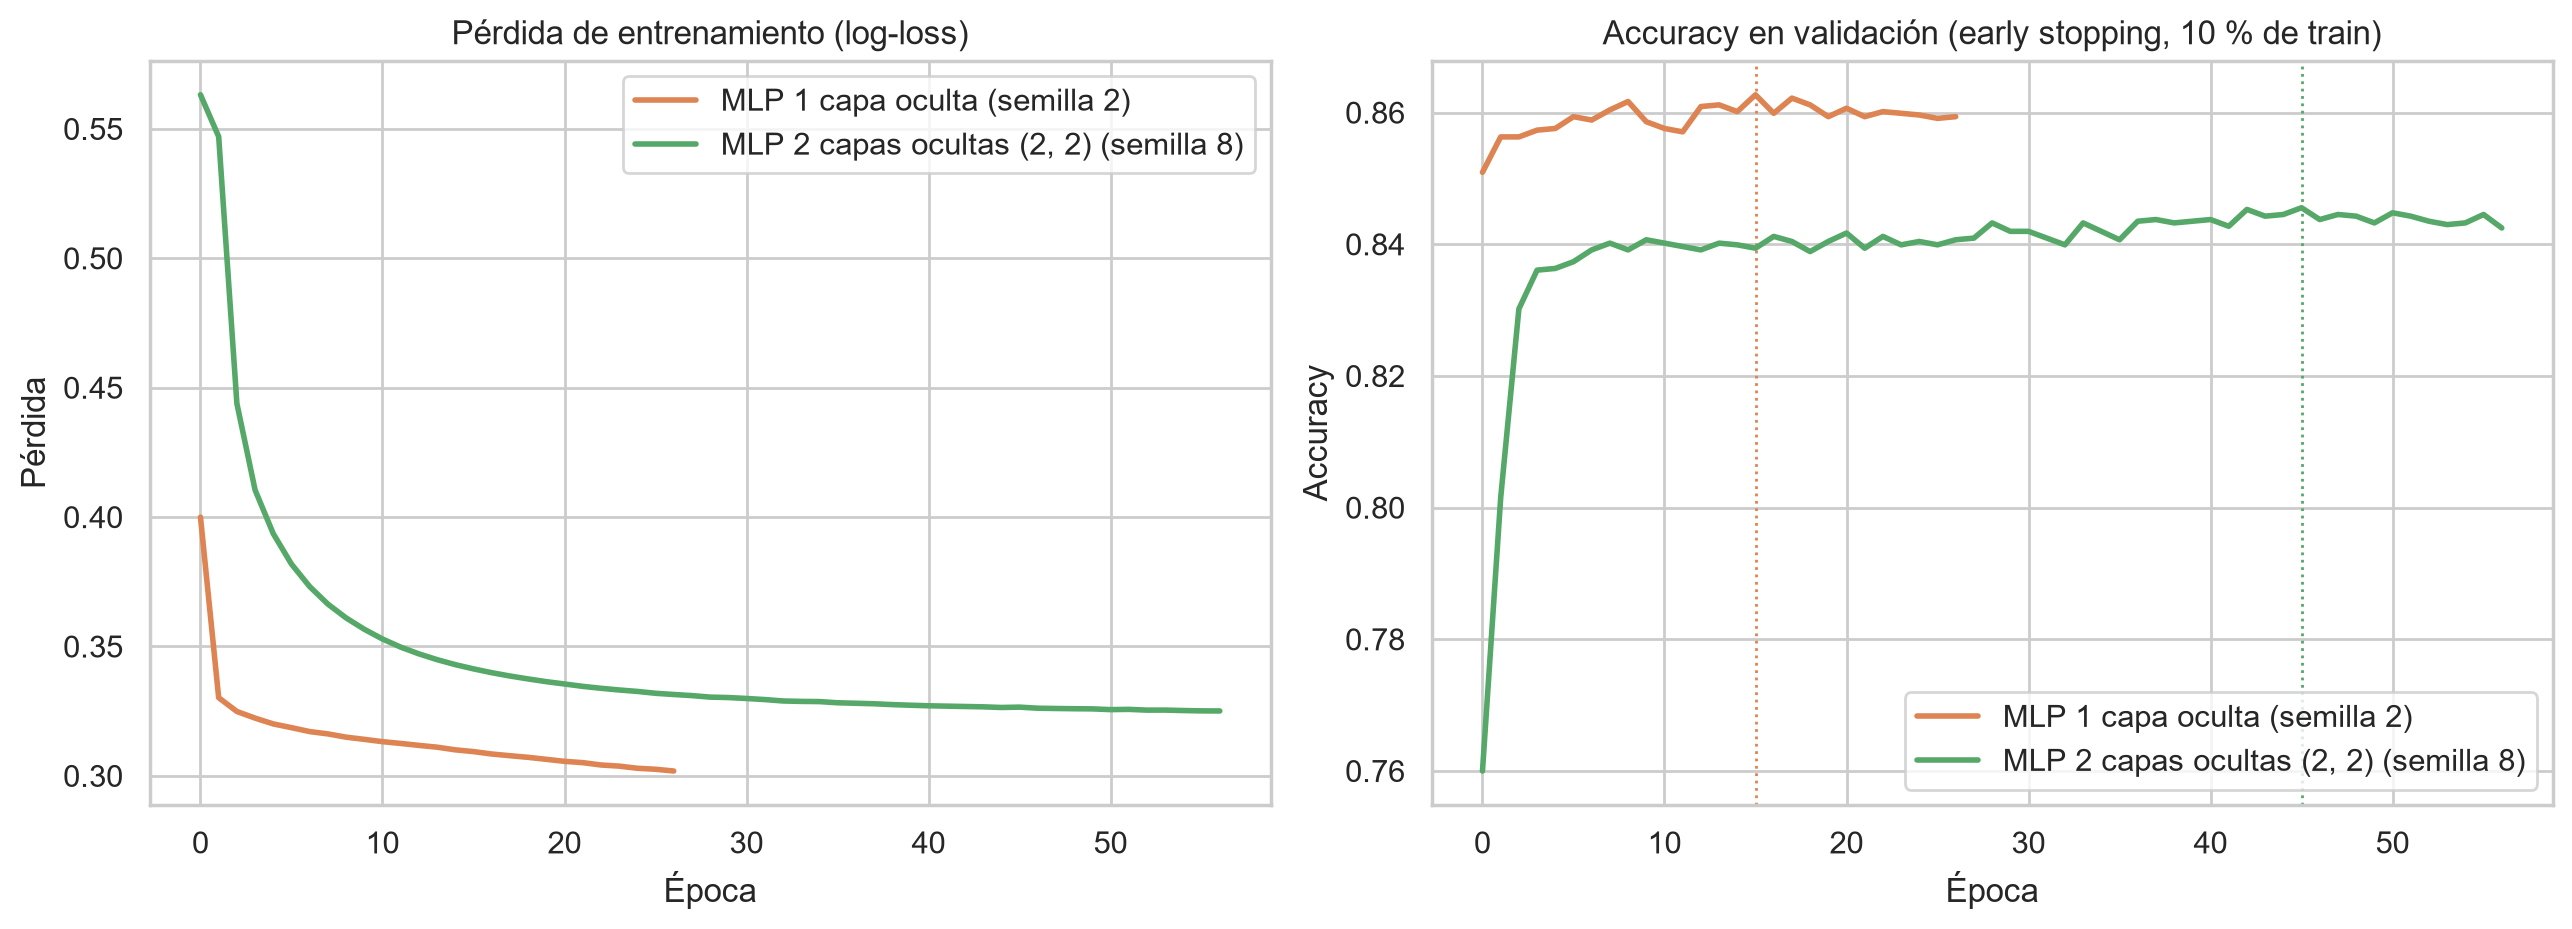 Pérdida de entrenamiento (log-loss)
MLP 1 capa oculta (semilla 2)
MLP 2 capas ocultas (2, 2) (semilla 8)
Pérdida
0.55
0.50
0.45
0.40
0.35
0.30
0 10 20 30 40 50
Época
Accuracy en validación (early stopping, 10 % de train)
Accuracy
0.86
0.84
0.82
0.80
0.78
0.76
MLP 1 capa oculta (semilla 2)
MLP 2 capas ocultas (2, 2) (semilla 8)
0 10 20 30 40 50
Época